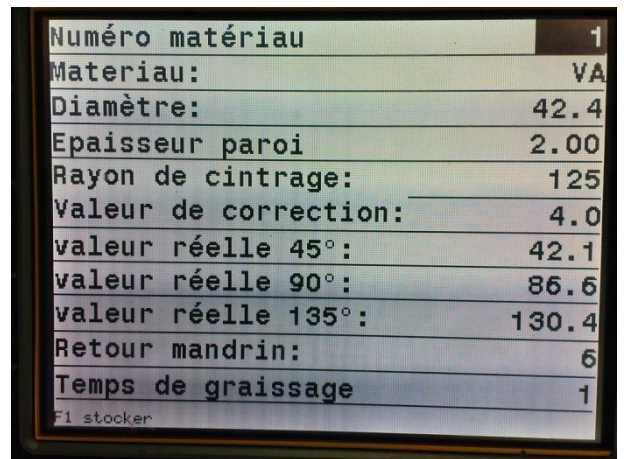 Numéro matériau 1
Materiau: VA
Diamètre: 42.4
Epaisseur paroi 2.00
Rayon de cintrage: 125
Valeur de correction: 4.0
valeur réelle 45°: 42.1
valeur réelle 90°: 86.6
valeur réelle 135°: 130.4
Retour mandrin: 6
Temps de graissage 1
F1 stocker